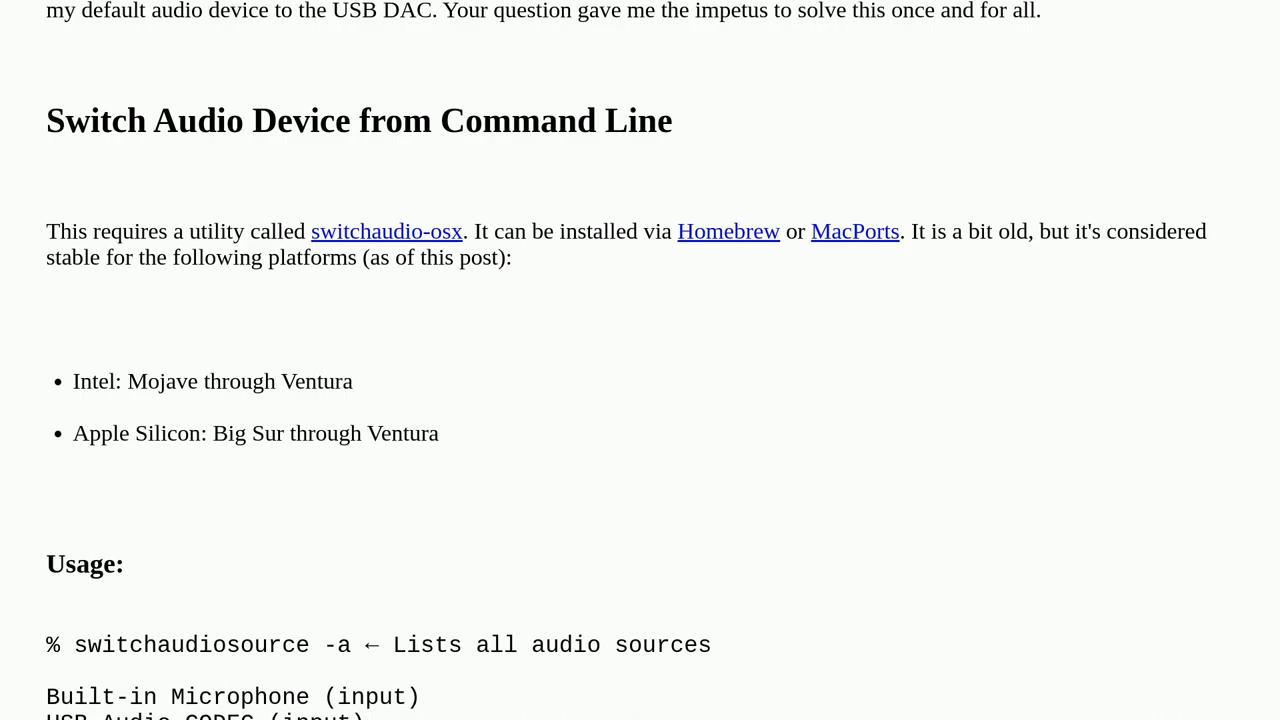 my default audio device to the USB DAC. Your question gave me the impetus to solve this once and for all.
Switch Audio Device from Command Line
This requires a utility called switchaudio-osx. It can be installed via Homebrew or MacPorts. It is a bit old, but it's considered
stable for the following platforms (as of this post):
• Intel: Mojave through Ventura
• Apple Silicon: Big Sur through Ventura
Usage:
% switchaudiosource -a ← Lists all audio sources
Built-in Microphone (input)
USB Audio CODEC (input)